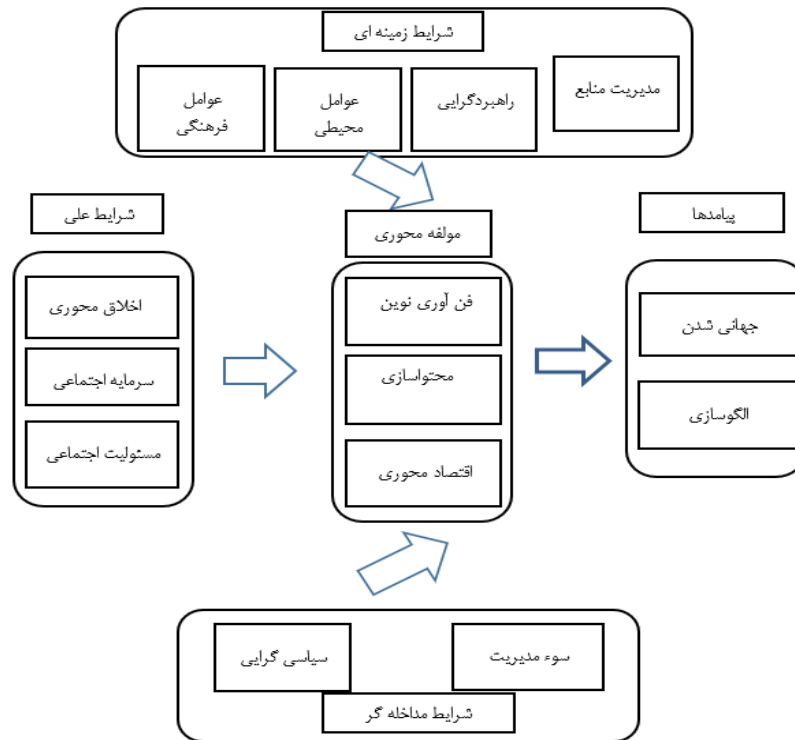 شرایط زمینه ای
مدیریت منابع
راهبردگرایی
عوامل
محیطی
عوامل
فرهنگی
شرایط علی
اخلاق محوری
سرمایه اجتماعی
مسئولیت اجتماعی
مولفه محوری
فن آوری نوین
محتواسازی
اقتصاد محوری
پیامدها
جهانی شدن
الگوسازی
سوء مدیریت
سیاسی گرایی
شرایط مداخله گر